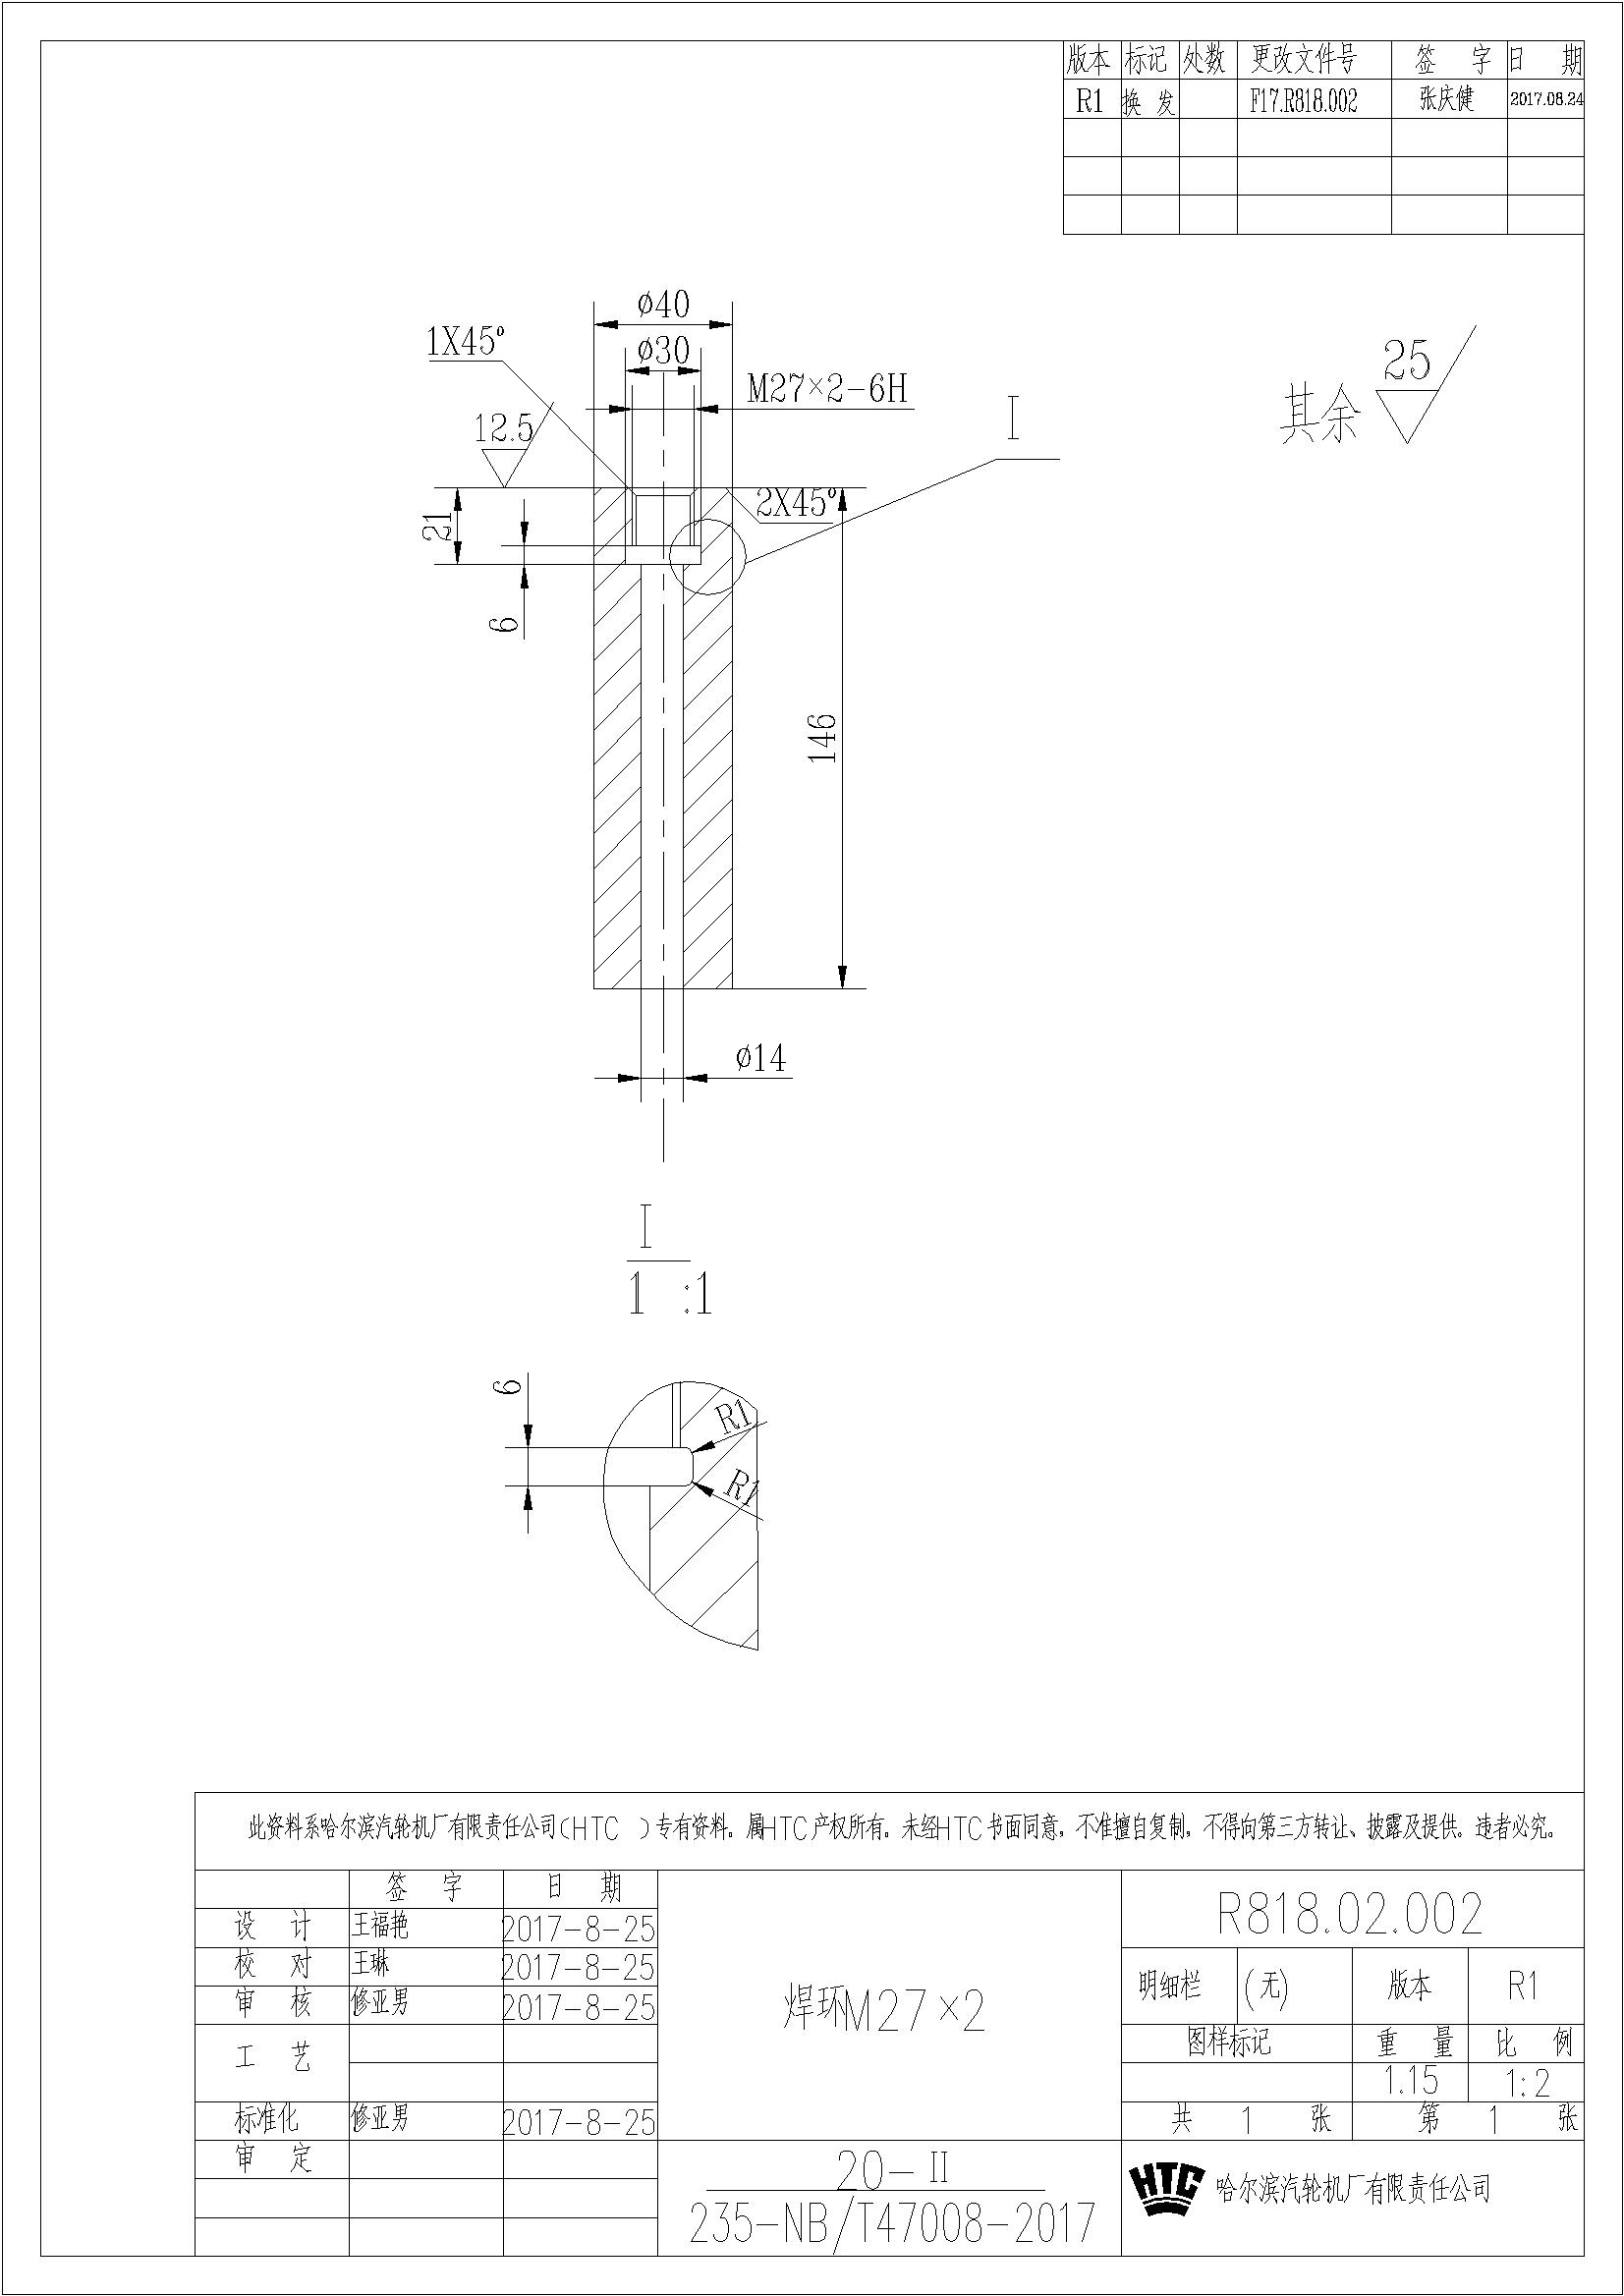 版本 标记 处数 更改文件号 签 字 日 期
R1 换 发 F17.R818.002 张庆健 2017.08.24
ø40
1X45°
ø30
M27×2-6H
I
其余 25
12.5
2X45°
21
6
146
ø14
I
1 :1
6
R1
R1
此资料系哈尔滨汽轮机厂有限责任公司(HTC )专有资料。属HTC产权所有。未经HTC书面同意，不准擅自复制，不得向第三方转让、披露及提供。违者必究。
签 字 日 期
设 计 王福艳 2017-8-25
校 对 王琳 2017-8-25
审 核 修亚男 2017-8-25
工 艺
标准化 修亚男 2017-8-25
审 定
焊环M27×2
20-II
235-NB/T47008-2017
R818.02.002
明细栏 (无) 版本 R1
图样标记 重 量 比 例
1.15 1:2
共 1 张 第 1 张
HTC 哈尔滨汽轮机厂有限责任公司